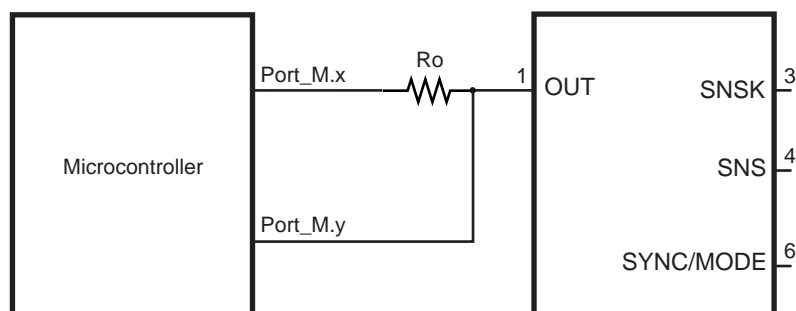 Ro
Port_M.x
1
OUT
SNSK
3
Microcontroller
SNS
4
Port_M.y
SYNC/MODE
6